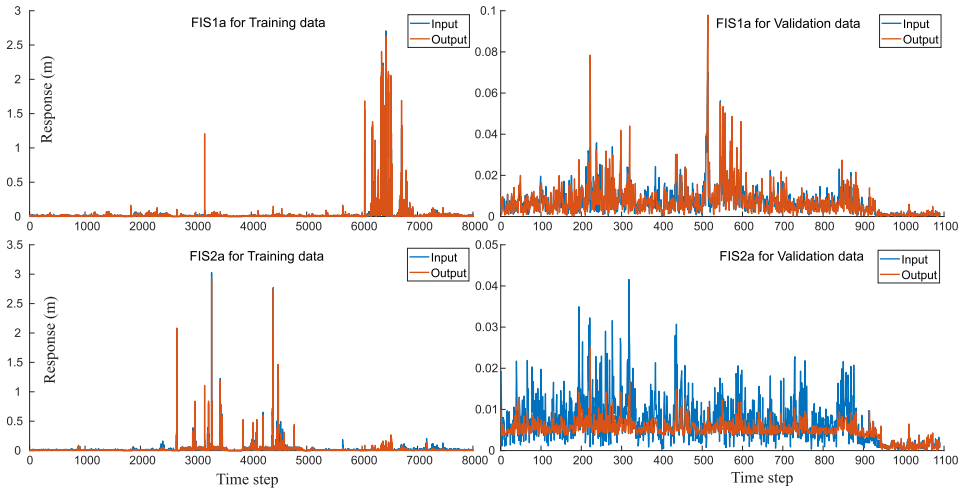 FIS1a for Training data
Input
Output
Response (m)
3
2.5
2
1.5
1
0.5
0
0 1000 2000 3000 4000 5000 6000 7000 8000
FIS1a for Validation data
Input
Output
0.1
0.08
0.06
0.04
0.02
0
0 100 200 300 400 500 600 700 800 900 1000 1100
FIS2a for Training data
Input
Output
Response (m)
3.5
3
2.5
2
1.5
1
0.5
0
0 1000 2000 3000 4000 5000 6000 7000 8000
Time step
FIS2a for Validation data
Input
Output
0.05
0.04
0.03
0.02
0.01
0
0 100 200 300 400 500 600 700 800 900 1000 1100
Time step